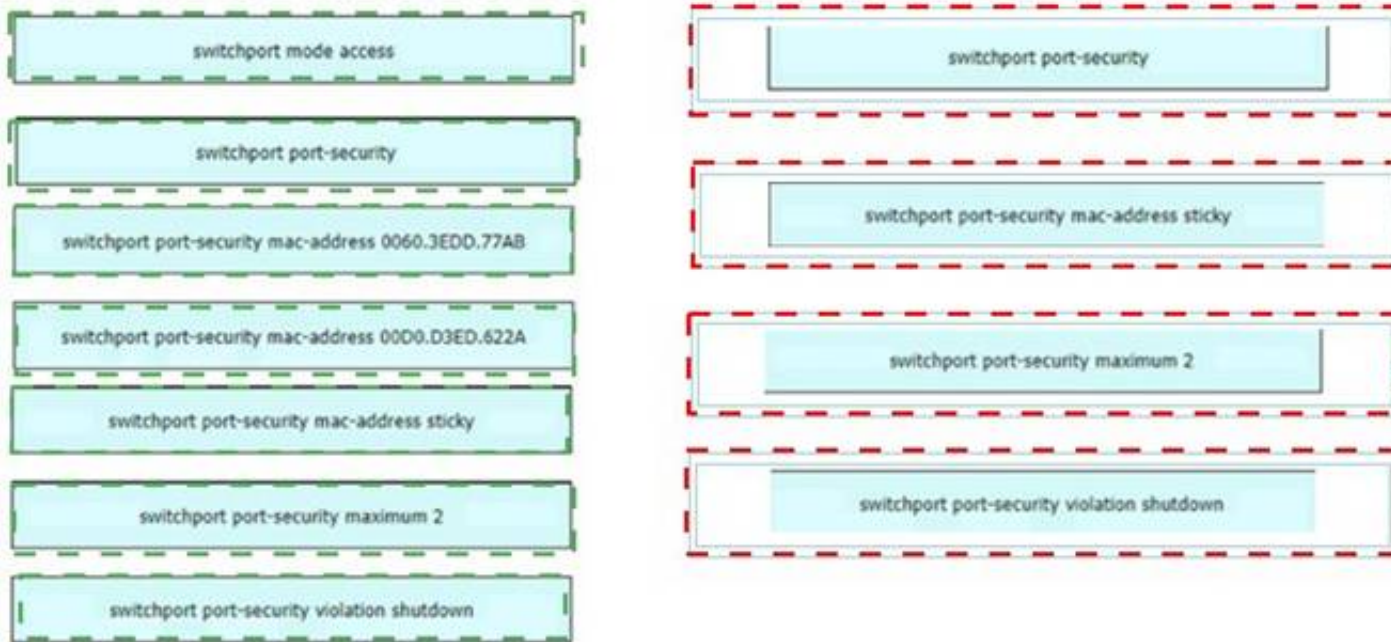 switchport mode access
switchport port-security
switchport port-security mac-address 0060.3EDD.77AB
switchport port-security mac-address 00D0.D3ED.622A
switchport port-security mac-address sticky
switchport port-security maximum 2
switchport port-security violation shutdown
switchport port-security
switchport port-security mac-address sticky
switchport port-security maximum 2
switchport port-security violation shutdown